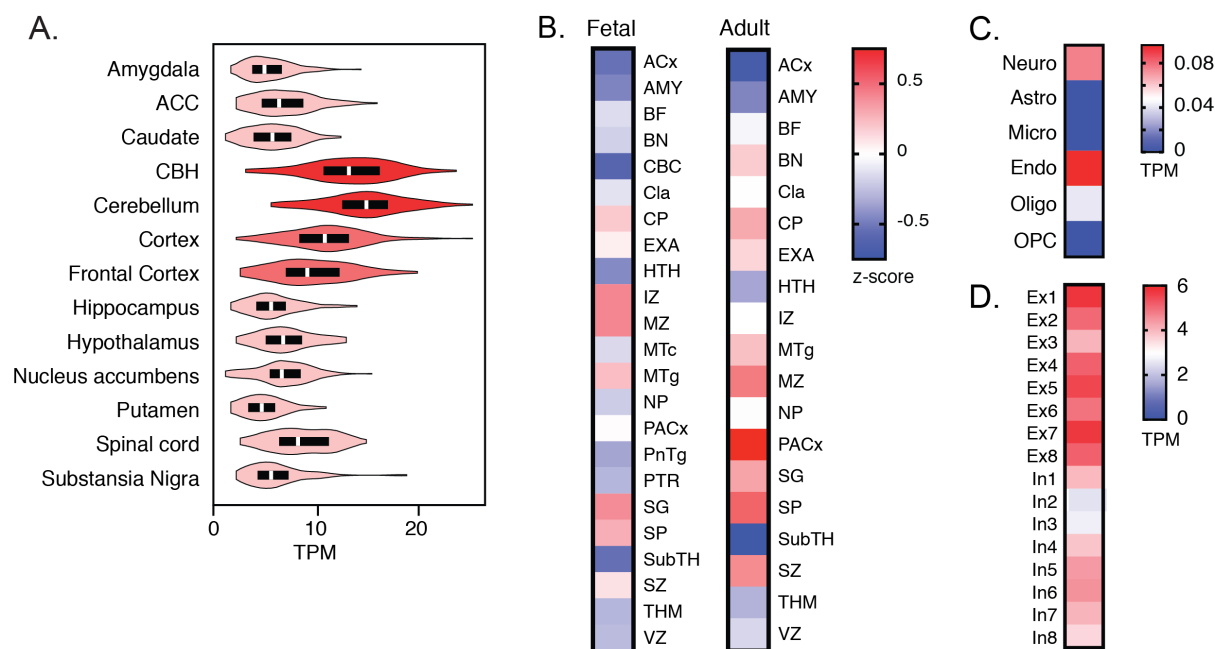 A.
Amygdala
ACC
Caudate
CBH
Cerebellum
Cortex
Frontal Cortex
Hippocampus
Hypothalamus
Nucleus accumbens
Putamen
Spinal cord
Substansia Nigra
0 10 20
TPM
B.
Fetal
ACx
AMY
BF
BN
CBC
Cla
CP
EXA
HTH
IZ
MZ
MTc
MTg
NP
PACx
PnTg
PTR
SG
SP
SubTH
SZ
THM
VZ
Adult
ACx
AMY
BF
BN
Cla
CP
EXA
HTH
IZ
MTg
MZ
NP
PACx
SG
SP
SubTH
SZ
THM
VZ
0.5
0
-0.5
z-score
C.
Neuro
Astro
Micro
Endo
Oligo
OPC
0.08
0.04
0
TPM
D.
Ex1
Ex2
Ex3
Ex4
Ex5
Ex6
Ex7
Ex8
In1
In2
In3
In4
In5
In6
In7
In8
6
4
2
0
TPM